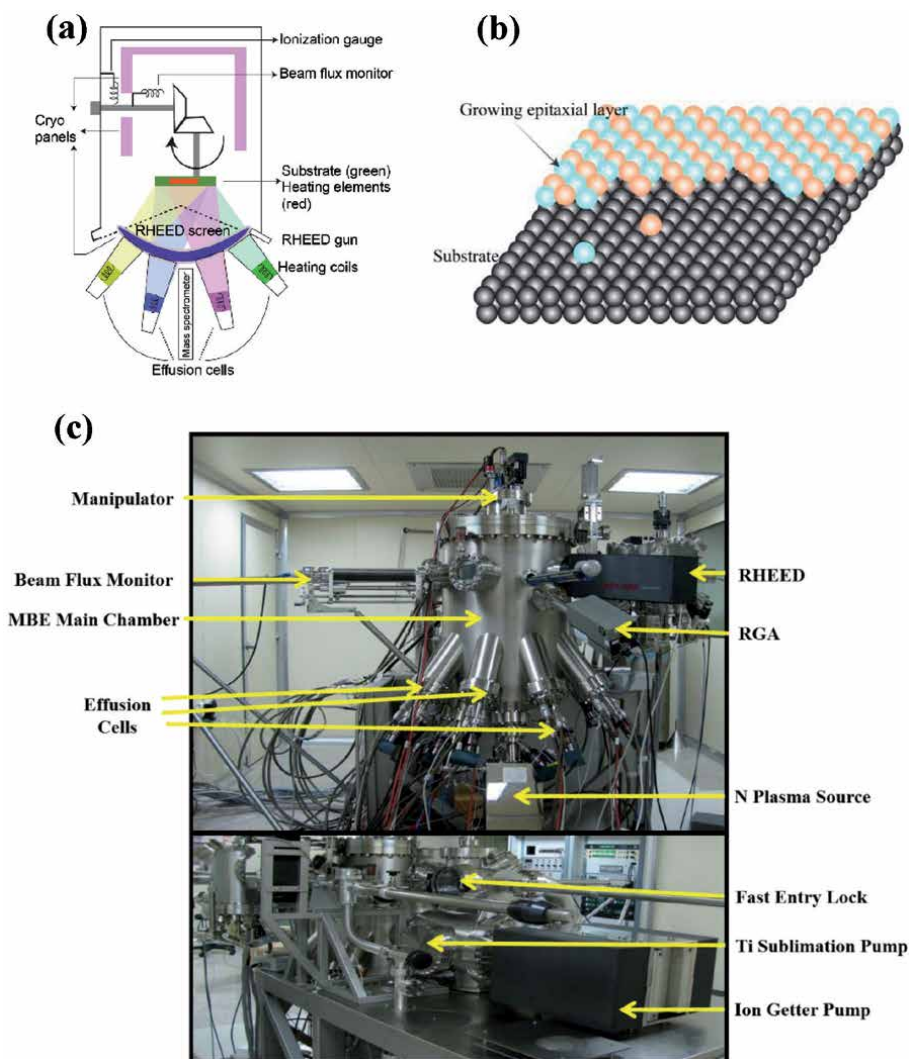 (a)
Ionization gauge
Beam flux monitor
Cryo
panels
Substrate (green)
Heating elements
(red)
RHEED screen
RHEED gun
Heating coils
Mass spectrometer
Effusion cells
(b)
Growing epitaxial layer
Substrate
(c)
Manipulator
Beam Flux Monitor
MBE Main Chamber
Effusion
Cells
RHEED
RGA
N Plasma Source
Fast Entry Lock
Ti Sublimation Pump
Ion Getter Pump